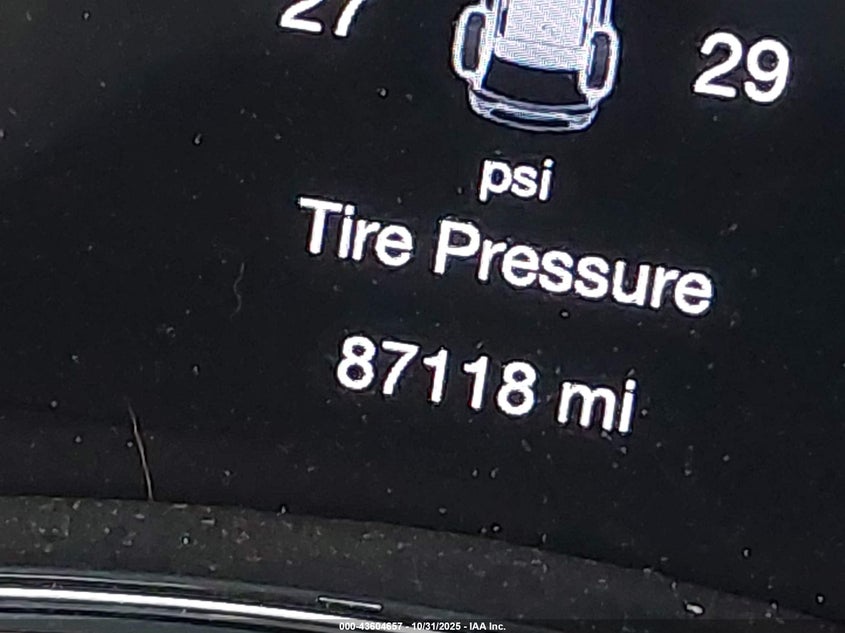 27 29
psi
Tire Pressure
87118 mi
000-43604657 - 10/31/2025 - IAA Inc.